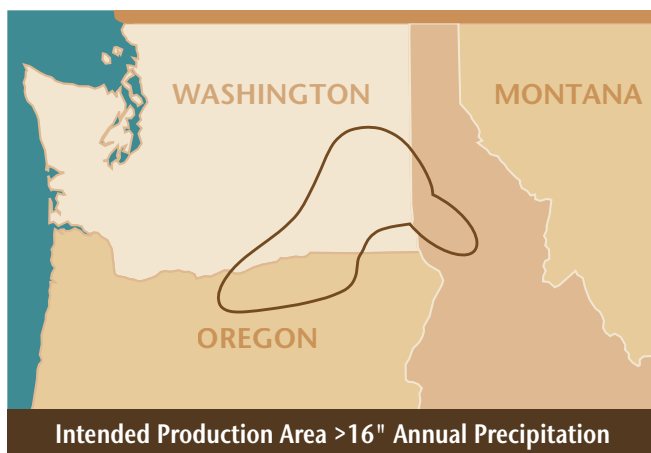 WASHINGTON
MONTANA
OREGON
Intended Production Area >16" Annual Precipitation